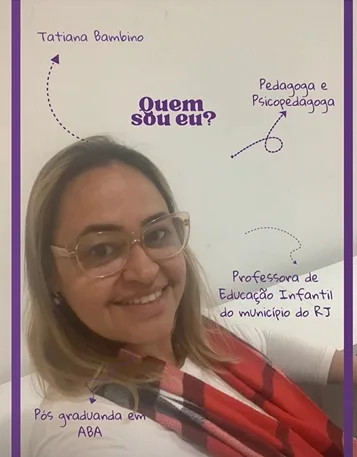 Tatiana Bambino
Quem
sou eu?
Pedagoga e
Psicopedagoga
Professora de
Educação Infantil
do município do RJ
Pós graduanda em
ABA